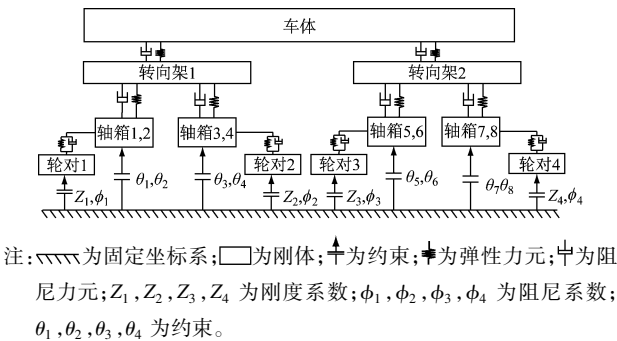 车体
转向架1 转向架2
轴箱1,2 轴箱3,4 轴箱5,6 轴箱7,8
轮对1 轮对2 轮对3 轮对4
Z₁,ϕ₁ θ₁,θ₂ θ₃,θ₄ Z₂,ϕ₂ Z₃,ϕ₃ θ₅,θ₆ θ₇θ₈ Z₄,ϕ₄
注:为固定坐标系;为刚体;为约束;为弹性力元;为阻
尼力元;Z₁,Z₂,Z₃,Z₄ 为刚度系数;ϕ₁,ϕ₂,ϕ₃,ϕ₄ 为阻尼系数;
θ₁,θ₂,θ₃,θ₄ 为约束。